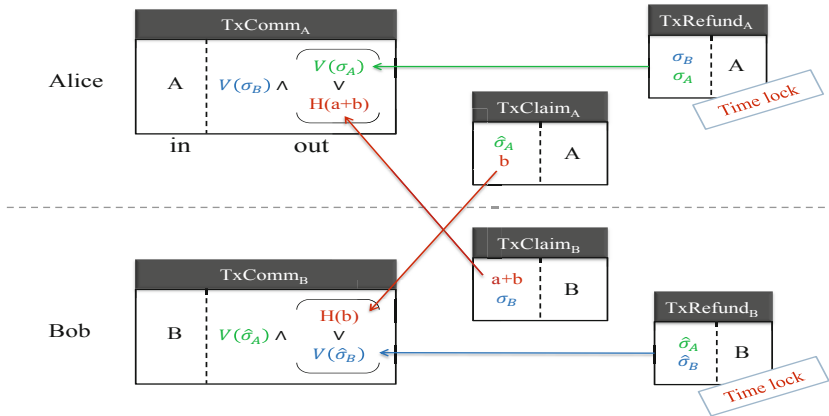 TxComm_A
TxRefund_A
Alice
A
V(σ_B) ∧
V(σ_A)
∨
H(a+b)
in
out
σ_B
σ_A
A
Time lock
TxClaim_A
σ̂_A
b
A
TxClaim_B
a+b
σ_B
B
TxComm_B
Bob
B
V(σ̂_A) ∧
H(b)
∨
V(σ̂_B)
TxRefund_B
σ̂_A
σ̂_B
B
Time lock